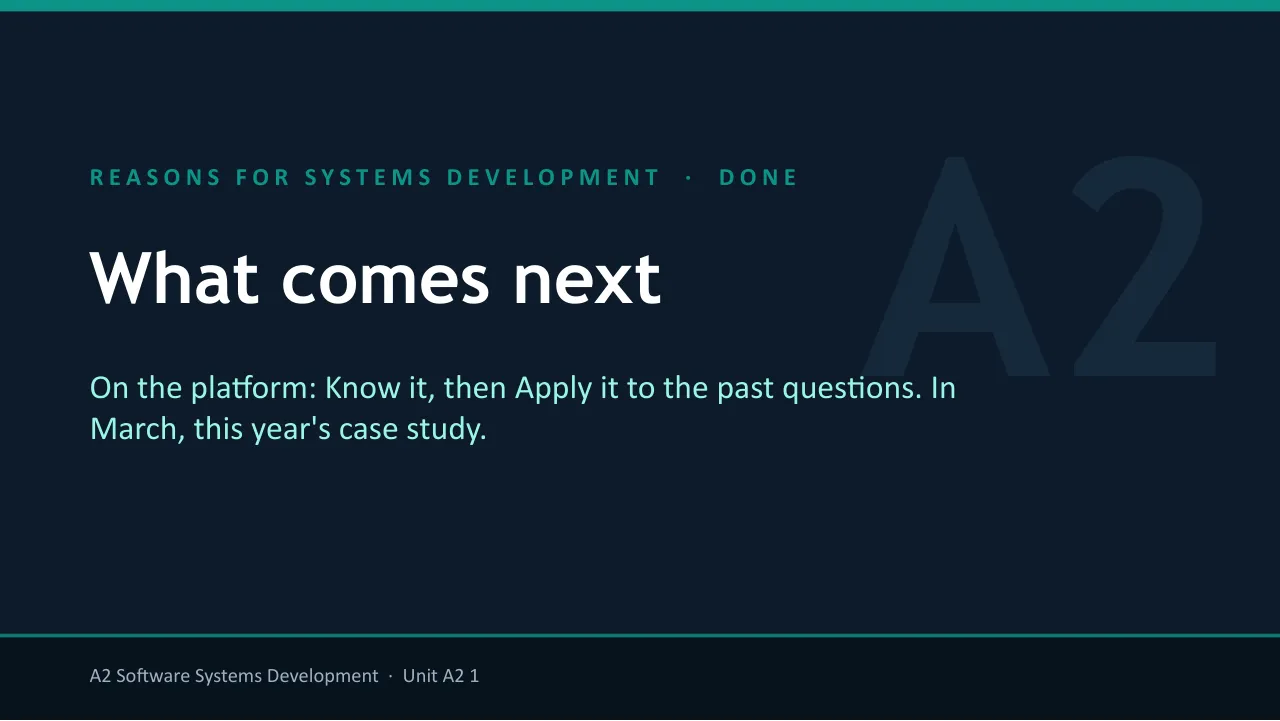 REASONS FOR SYSTEMS DEVELOPMENT · DONE
A2
What comes next
On the platform: Know it, then Apply it to the past questions. In
March, this year's case study.
A2 Software Systems Development · Unit A2 1